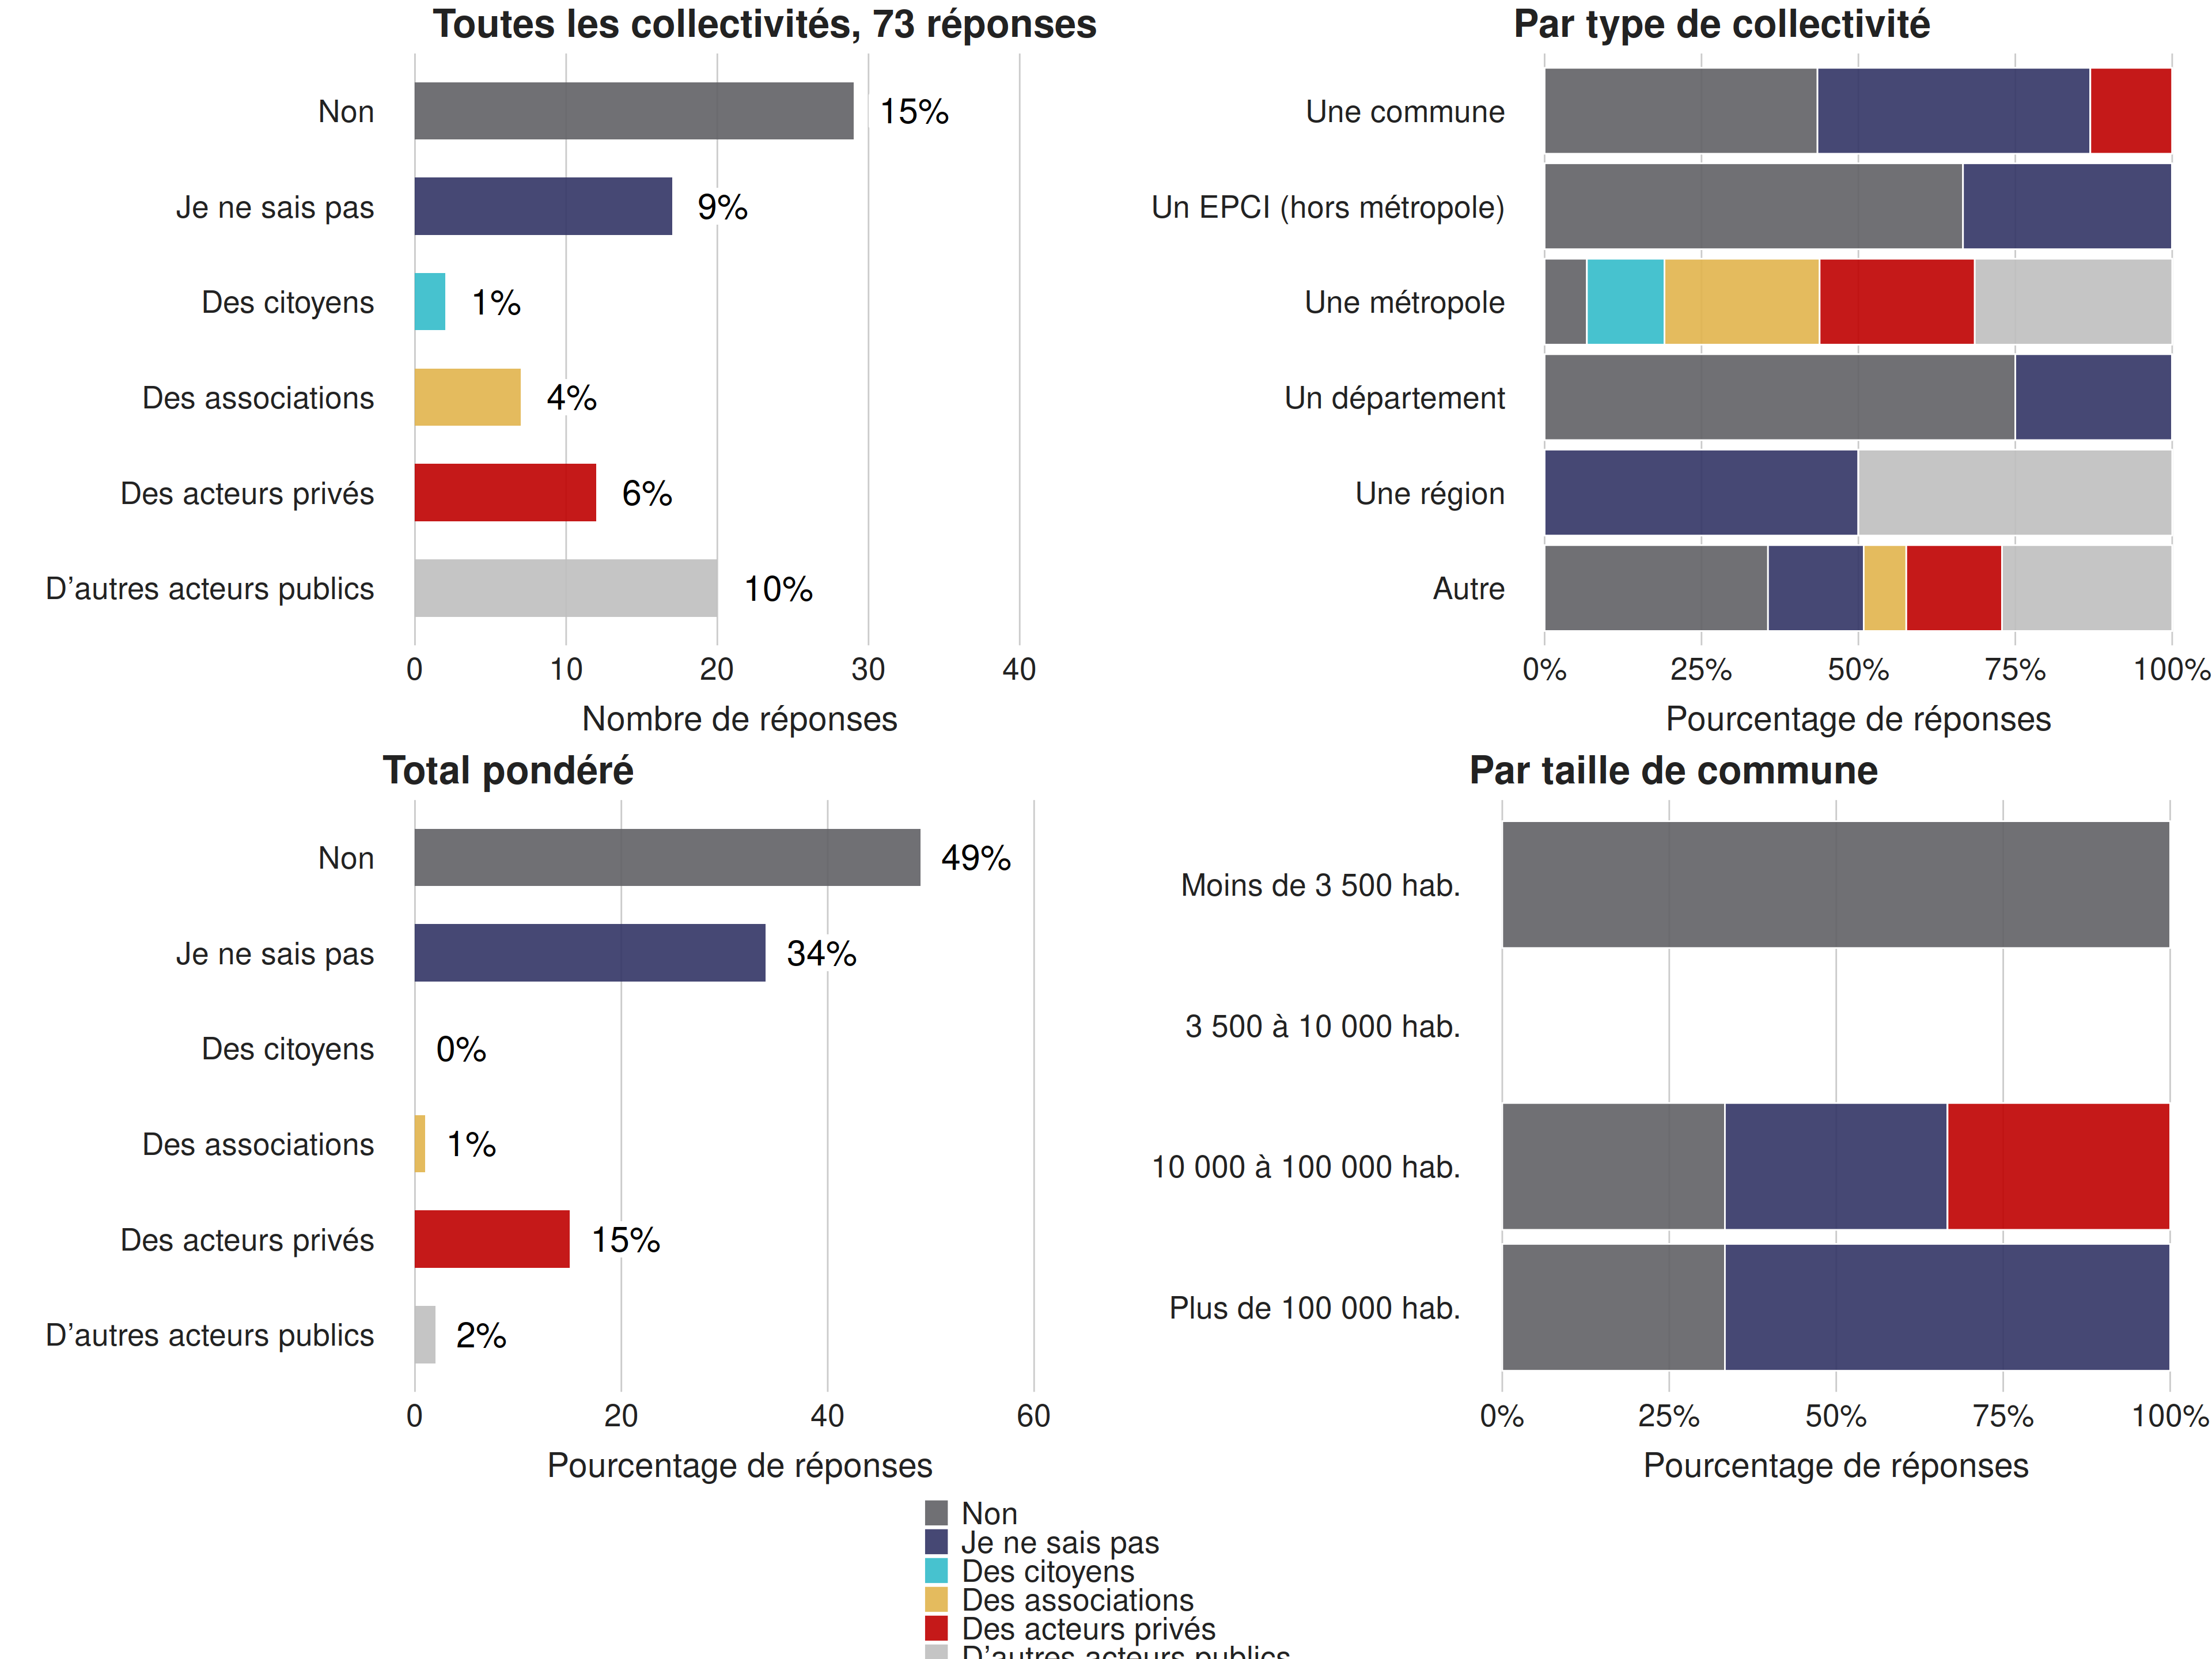 Toutes les collectivités, 73 réponses
Non
15%
Je ne sais pas
9%
Des citoyens
1%
Des associations
4%
Des acteurs privés
6%
D’autres acteurs publics
10%
0 10 20 30 40
Nombre de réponses
Par type de collectivité
Une commune
Un EPCI (hors métropole)
Une métropole
Un département
Une région
Autre
0% 25% 50% 75% 100%
Pourcentage de réponses
Total pondéré
Non
49%
Je ne sais pas
34%
Des citoyens
0%
Des associations
1%
Des acteurs privés
15%
D’autres acteurs publics
2%
0 20 40 60
Pourcentage de réponses
Par taille de commune
Moins de 3 500 hab.
3 500 à 10 000 hab.
10 000 à 100 000 hab.
Plus de 100 000 hab.
0% 25% 50% 75% 100%
Pourcentage de réponses
Non
Je ne sais pas
Des citoyens
Des associations
Des acteurs privés
D’autres acteurs publics